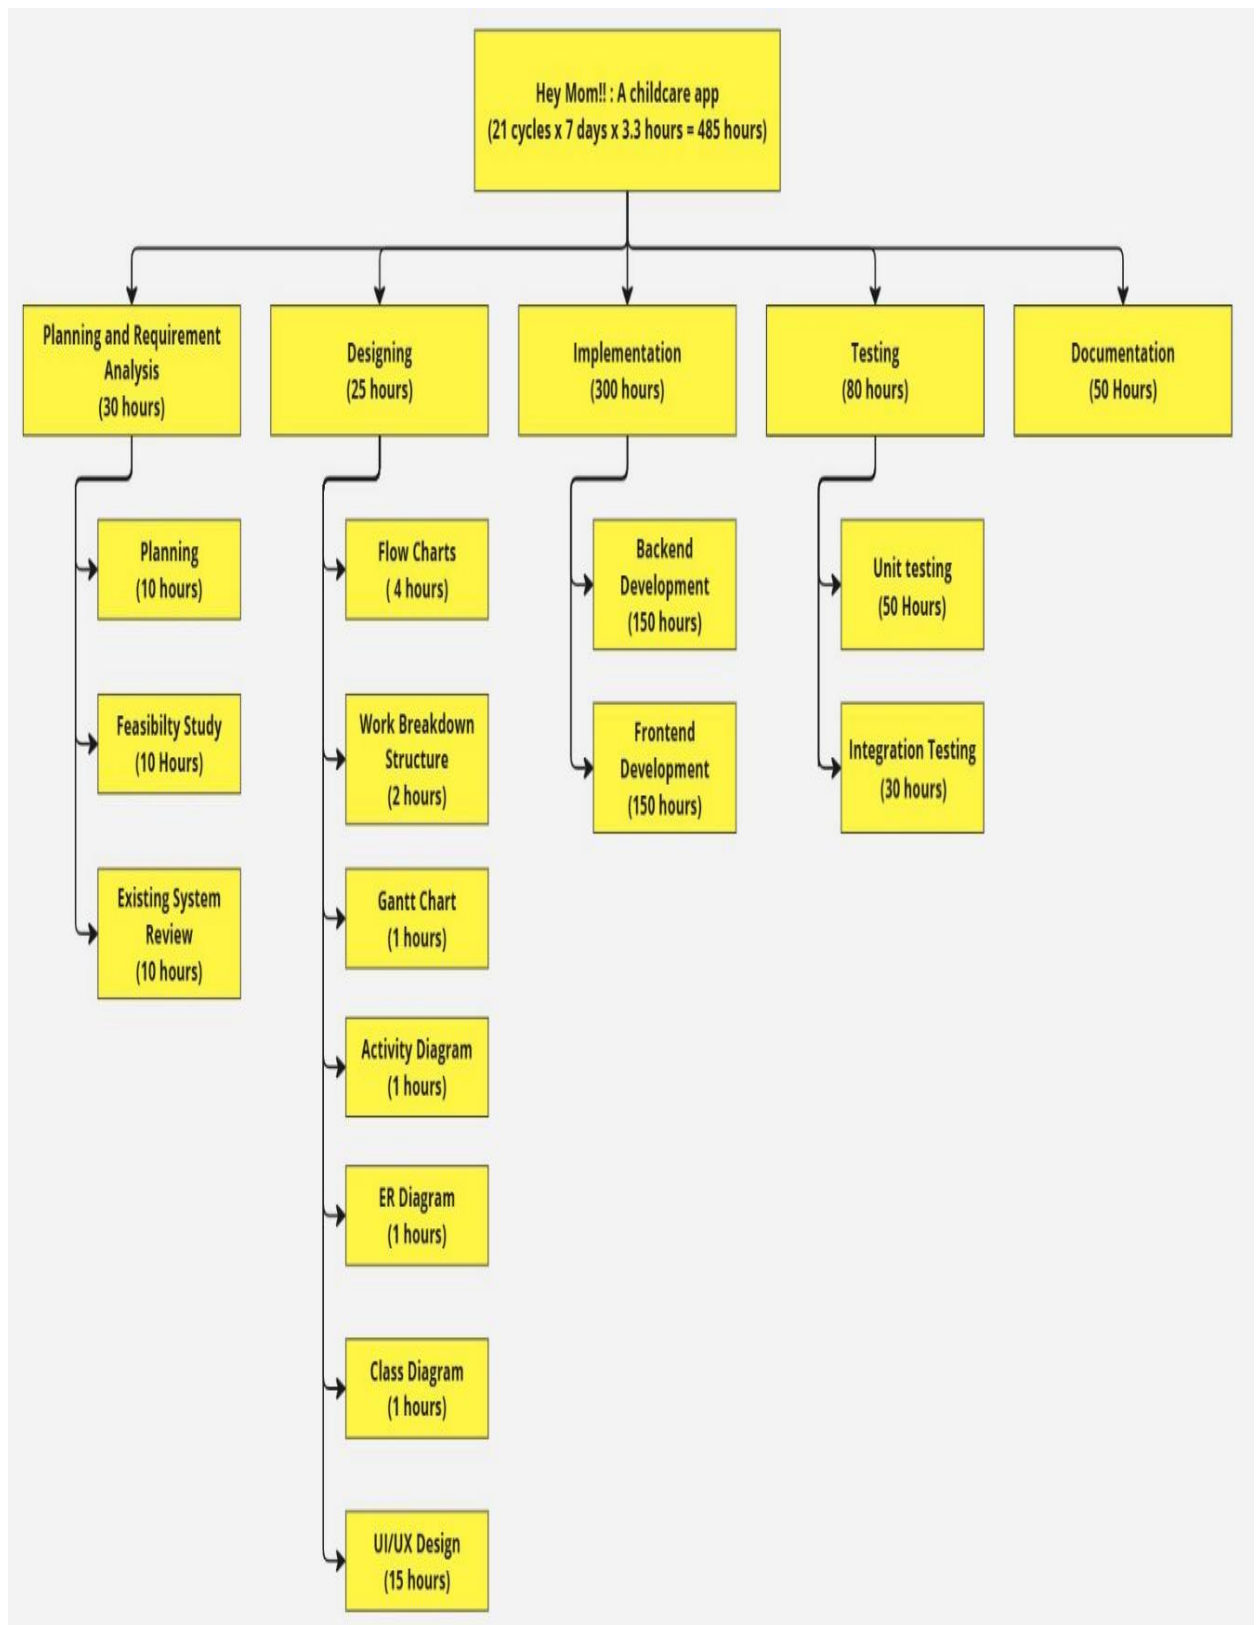 Hey Mom!! : A childcare app
(21 cycles x 7 days x 3.3 hours = 485 hours)
Planning and Requirement
Analysis
(30 hours)
Designing
(25 hours)
Implementation
(300 hours)
Testing
(80 hours)
Documentation
(50 Hours)
Planning
(10 hours)
Feasibilty Study
(10 Hours)
Existing System
Review
(10 hours)
Flow Charts
( 4 hours)
Work Breakdown
Structure
(2 hours)
Gantt Chart
(1 hours)
Activity Diagram
(1 hours)
ER Diagram
(1 hours)
Class Diagram
(1 hours)
UI/UX Design
(15 hours)
Backend
Development
(150 hours)
Frontend
Development
(150 hours)
Unit testing
(50 Hours)
Integration Testing
(30 hours)